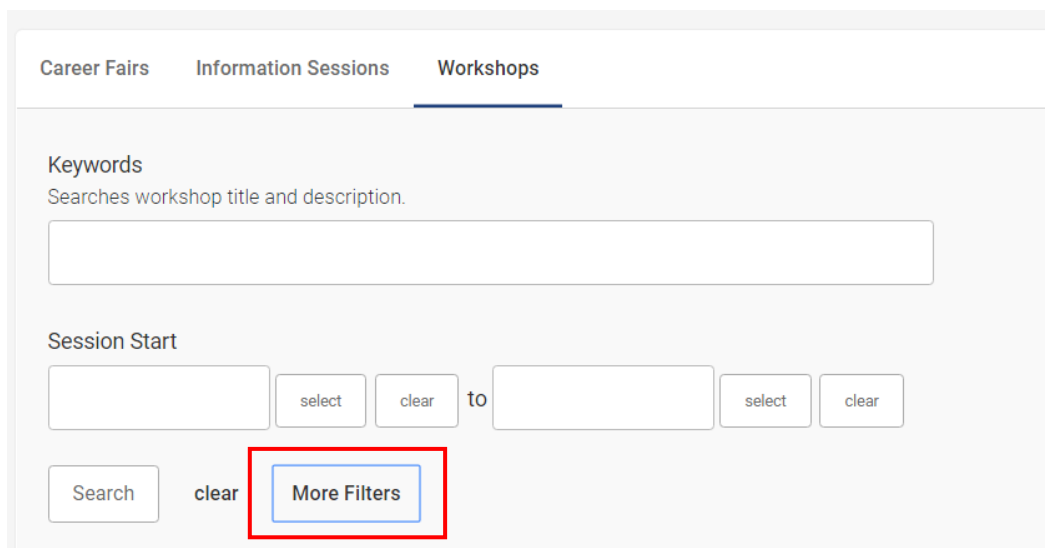 Career Fairs Information Sessions Workshops
Keywords
Searches workshop title and description.
Session Start
select clear to select clear
Search clear More Filters